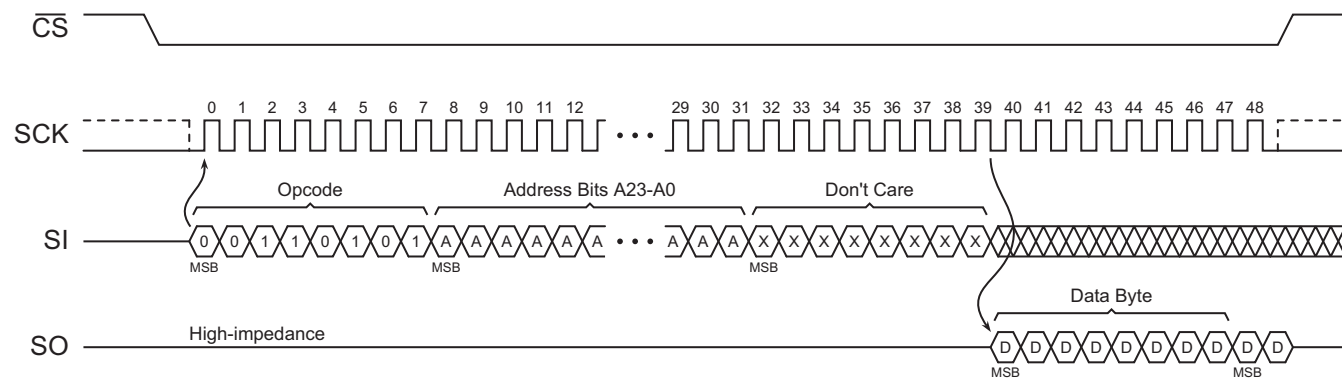 CS
0 1 2 3 4 5 6 7 8 9 10 11 12 29 30 31 32 33 34 35 36 37 38 39 40 41 42 43 44 45 46 47 48
SCK
Opcode Address Bits A23-A0 Don't Care
SI 0 0 1 1 0 1 0 1 A A A A A A A A A X X X X X X X X
MSB MSB MSB
Data Byte
High-impedance
SO D D D D D D D D D D
MSB MSB